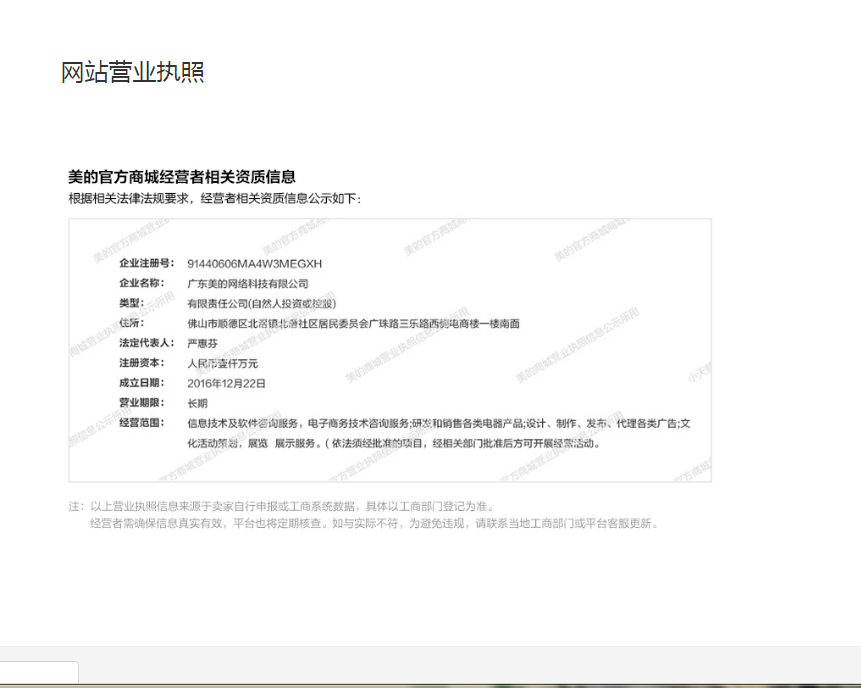 网站营业执照
美的官方商城经营者相关资质信息
根据相关法律法规要求，经营者相关资质信息公示如下：
企业注册号： 91440606MA4W3MEGXH
企业名称： 广东美的网络科技有限公司
类型： 有限责任公司(自然人投资或控股)
住所： 佛山市顺德区北滘镇北滘社区居民委员会广珠路三乐路西侧电商楼一楼南面
法定代表人： 严惠芬
注册资本： 人民币壹仟万元
成立日期： 2016年12月22日
营业期限： 长期
经营范围： 信息技术及软件咨询服务，电子商务技术咨询服务;研发和销售各类电器产品;设计、制作、发布、代理各类广告;文
化活动策划，展览 展示服务。( 依法须经批准的项目，经相关部门批准后方可开展经营活动。
注： 以上营业执照信息来源于卖家自行申报或工商系统数据，具体以工商部门登记为准。
经营者需确保信息真实有效，平台也将定期核查。如与实际不符，为避免违规，请联系当地工商部门或平台客服更新。